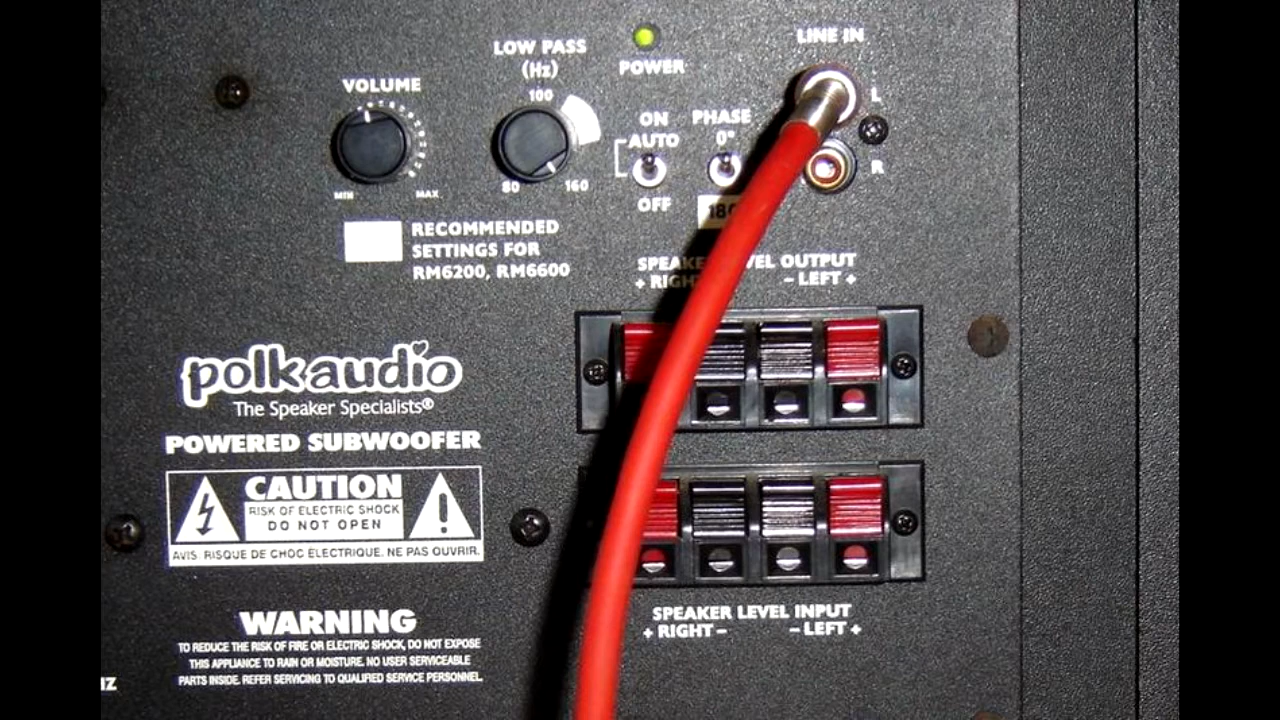 LINE IN
LOW PASS
(Hz)
POWER
VOLUME
100
L
ON
PHASE
AUTO
0°
R
80
160
MIN
MAX
OFF
RECOMMENDED
SETTINGS FOR
RM6200, RM6600
OUTPUT
+
- LEFT +
polkaudio
The Speaker Specialists®
POWERED SUBWOOFER
CAUTION
RISK OF ELECTRIC SHOCK
DO NOT OPEN
AVIS: RISQUE DE CHOC ÉLECTRIQUE. NE PAS OUVRIR.
SPEAKER LEVEL INPUT
+ RIGHT - - LEFT +
WARNING
TO REDUCE THE RISK OF FIRE OR ELECTRIC SHOCK, DO NOT EXPOSE
THIS APPLIANCE TO RAIN OR MOISTURE. NO USER SERVICEABLE
PARTS INSIDE. REFER SERVICING TO QUALIFIED SERVICE PERSONNEL.